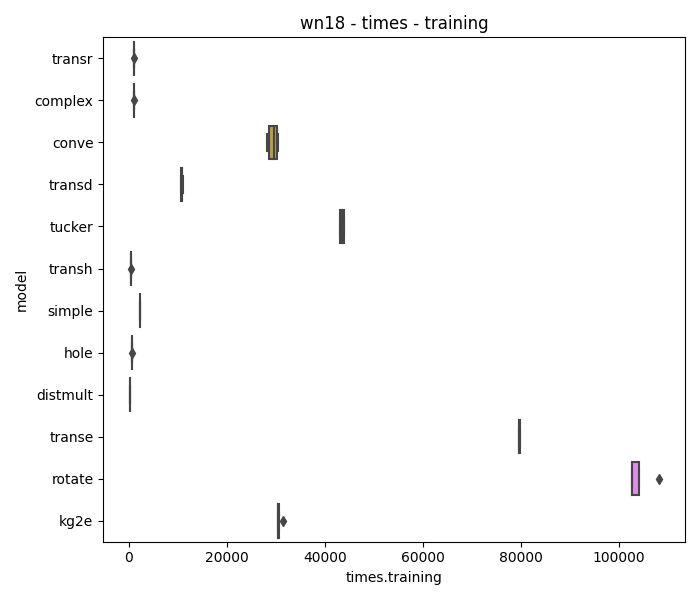 wn18 - times - training
transr
complex
conve
transd
tucker
transh
simple
hole
distmult
transe
rotate
kg2e
model
0 20000 40000 60000 80000 100000
times.training